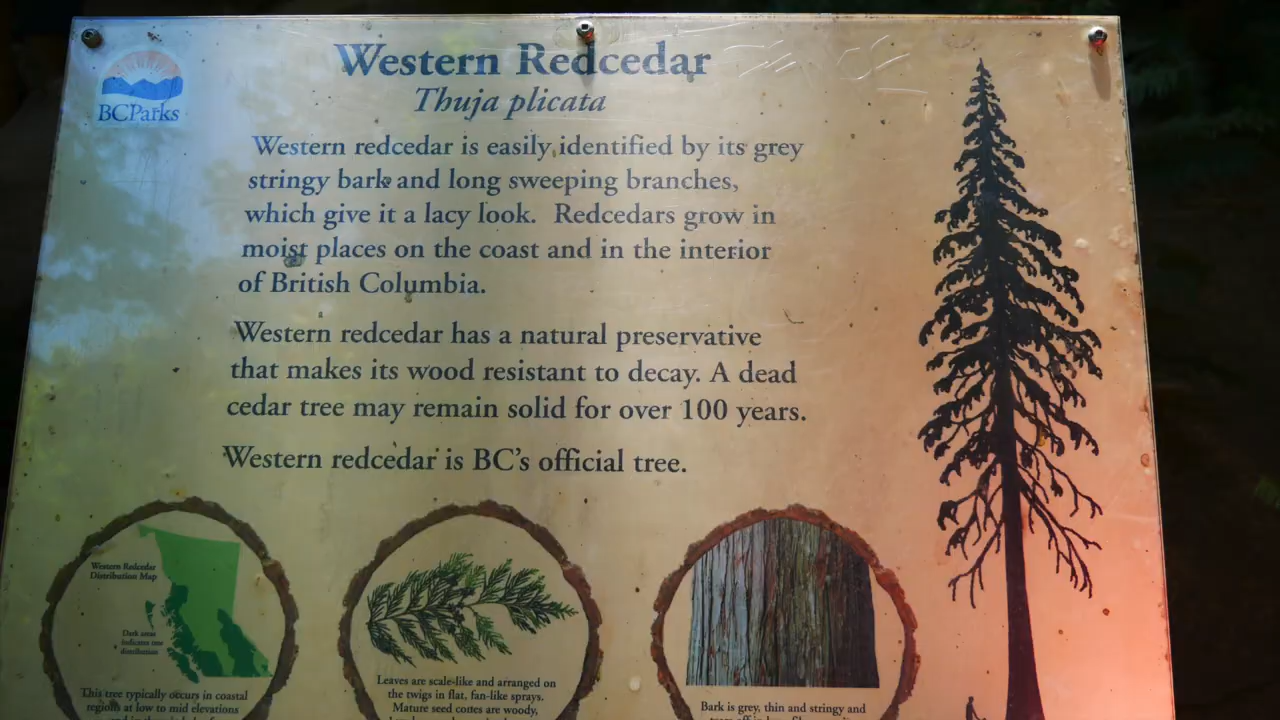 BCParks
Western Redcedar
Thuja plicata
Western redcedar is easily identified by its grey
stringy bark and long sweeping branches,
which give it a lacy look. Redcedars grow in
moist places on the coast and in the interior
of British Columbia.
Western redcedar has a natural preservative
that makes its wood resistant to decay. A dead
cedar tree may remain solid for over 100 years.
Western redcedar is BC's official tree.
Western Redcedar
Distribution Map
Dark areas
indicate tree
distribution
This tree typically occurs in coastal
regions at low to mid elevations
Leaves are scale-like and arranged on
the twigs in flat, fan-like sprays.
Mature seed cones are woody,
Bark is grey, thin and stringy and